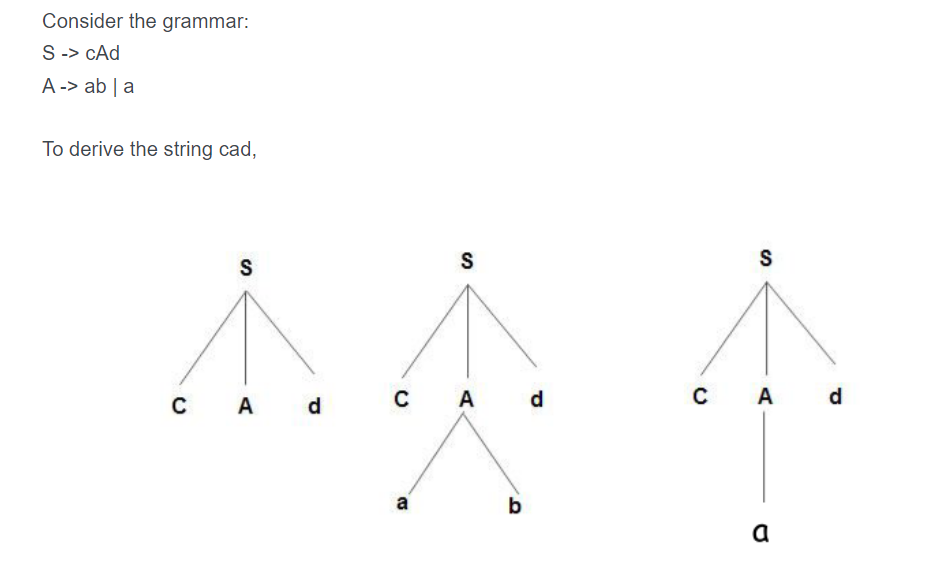 Consider the grammar:
S -> cAd
A -> ab | a
To derive the string cad,
S S S
C A d C A d C A d
a b
a